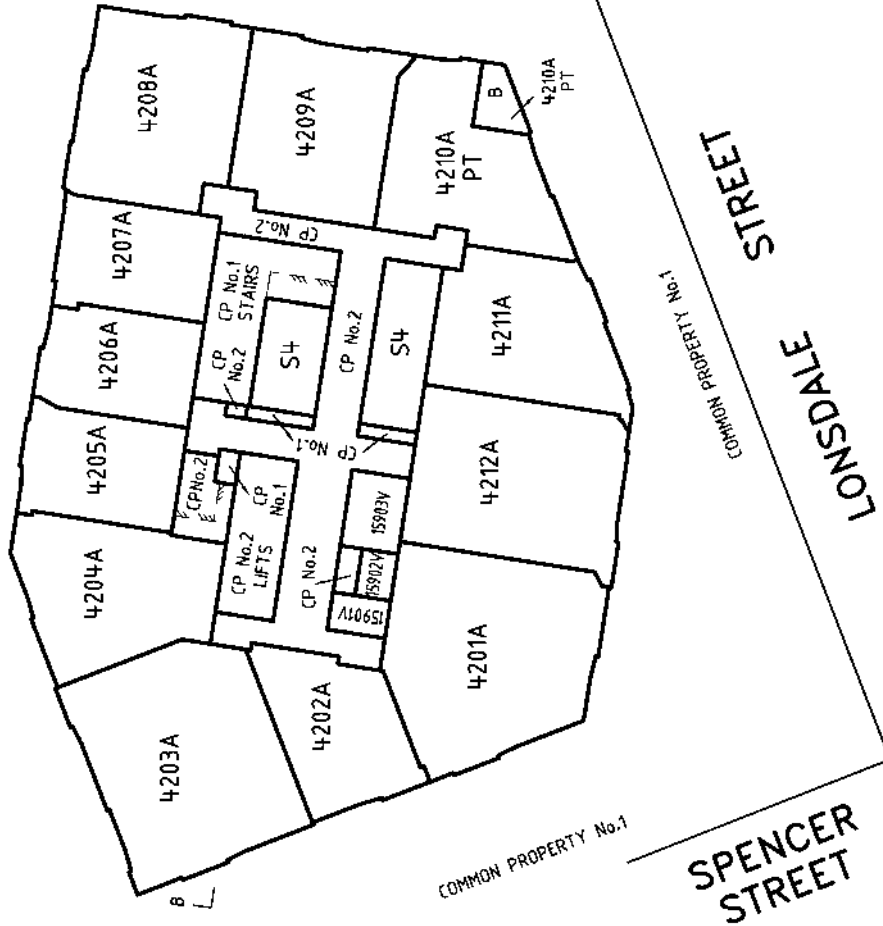 4208A
4209A
B
4210A
PT
4210A
PT
4207A
CP No.2
CP No.1
STAIRS
4206A
CP
No.2
S4
CP No.2
S4
4211A
STREET
LONSDALE
COMMON PROPERTY No.1
4205A
CPNo.2
CP
No.1
CP No.1
4212A
4204A
CP No.2
LIFTS
CP No.2
15903V
15902V
15901V
4201A
4203A
4202A
B
COMMON PROPERTY No.1
SPENCER
STREET